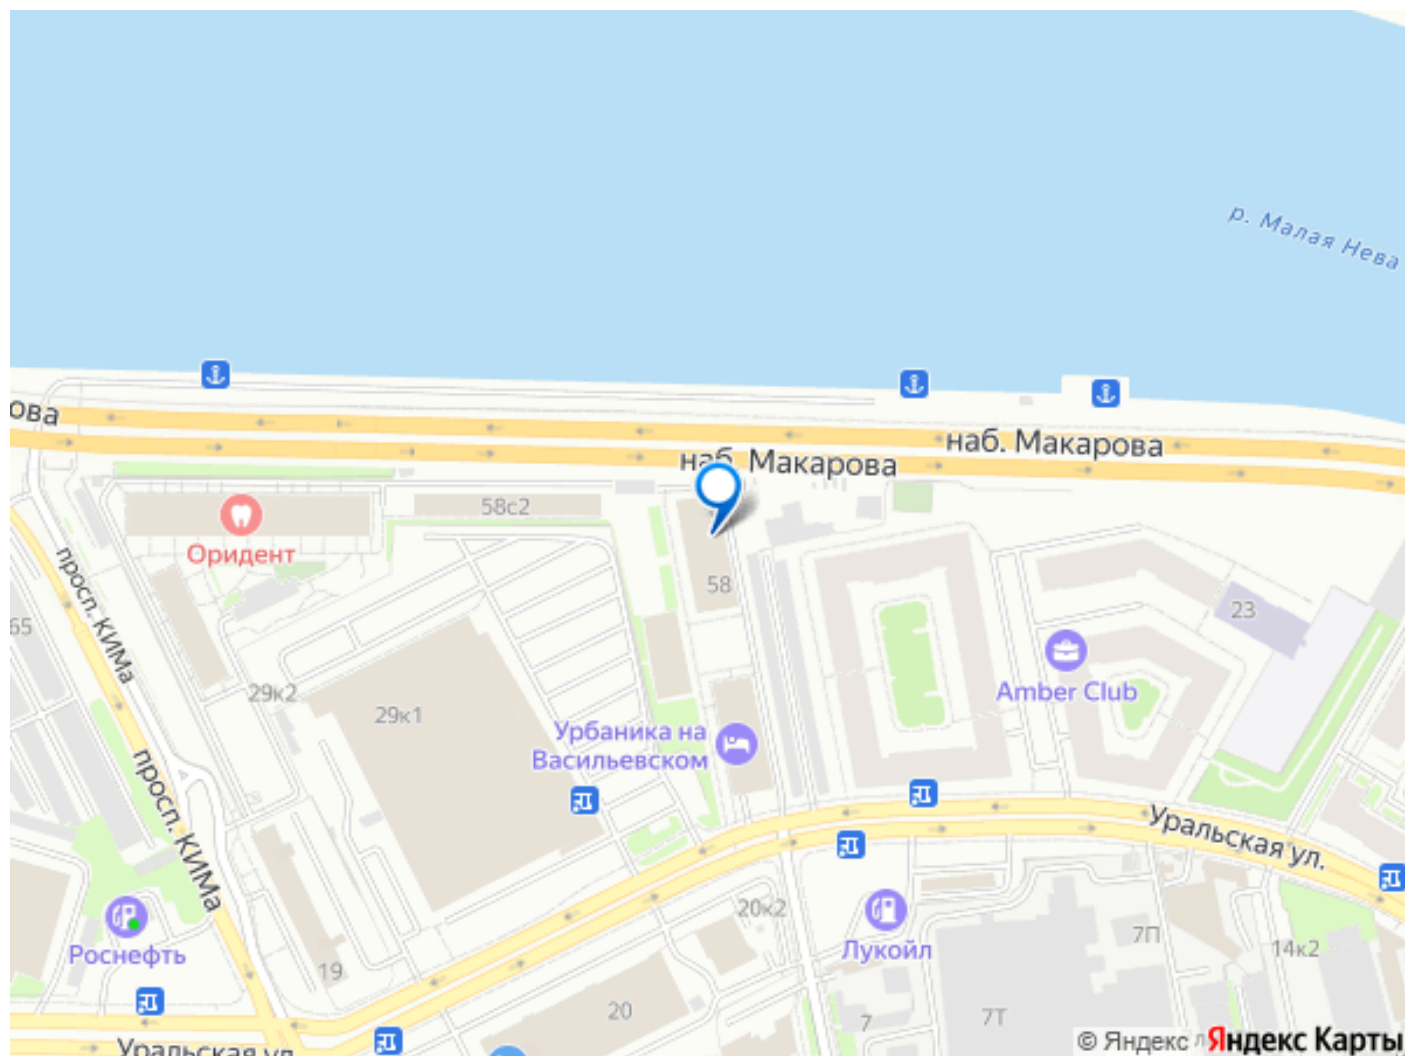 р. Малая Нева
ова
наб. Макарова
наб. Макарова
58с2
Оридент
просп. КИМа
58
65
23
29к2
29к1
Amber Club
Урбаника на
Васильевском
просп. КИМа
Уральская ул.
20к2
Роснефть
Лукойл
7П
14к2
19
20
7
7Т
Уральская ул.
© Яндекс
Яндекс Карты